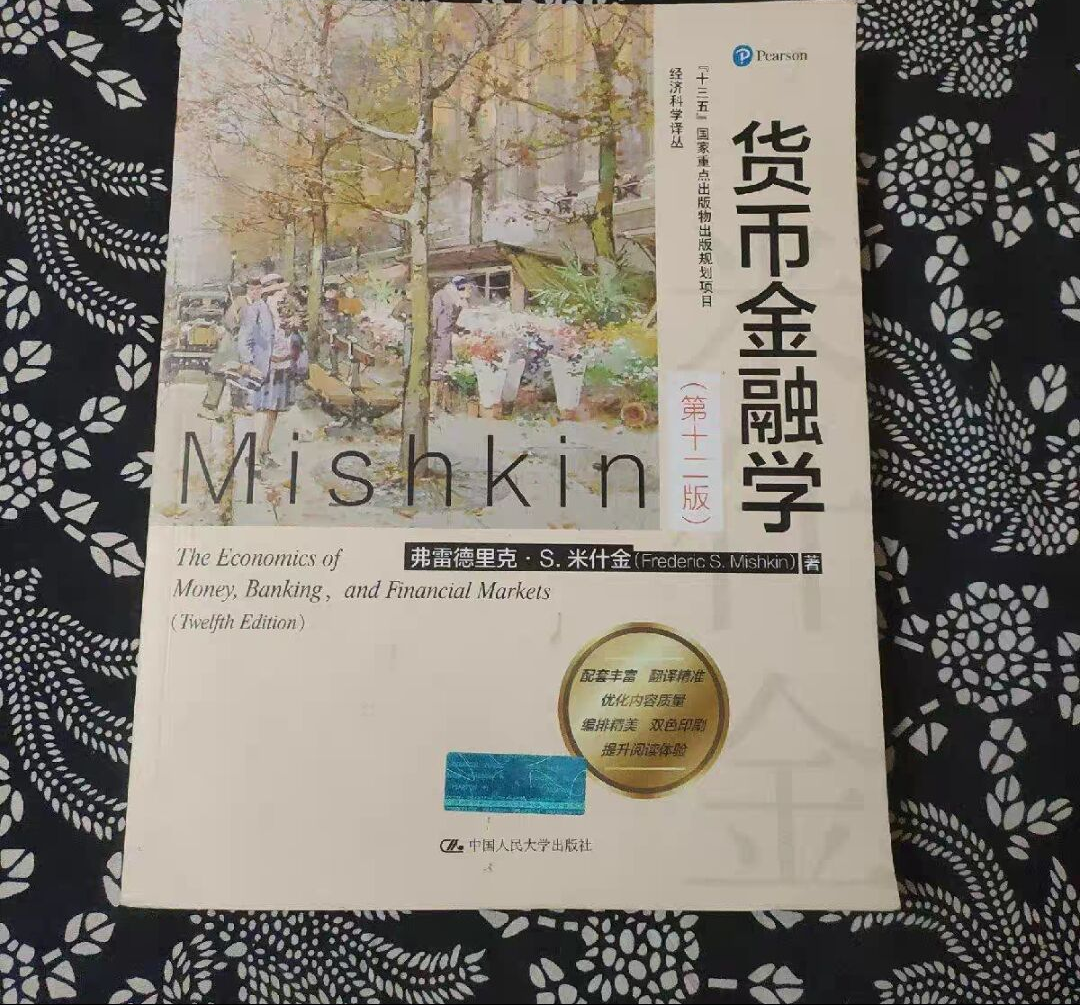 Pearson
『十三五』国家重点出版物出版规划项目
经济科学译丛
货币金融学
(第十二版)
Mishkin
弗雷德里克·S. 米什金(Frederic S. Mishkin) 著
The Economics of
Money, Banking, and Financial Markets
(Twelfth Edition)
配套丰富 翻译精准
优化内容质量
编排精美 双色印刷
提升阅读体验
中国人民大学出版社
金